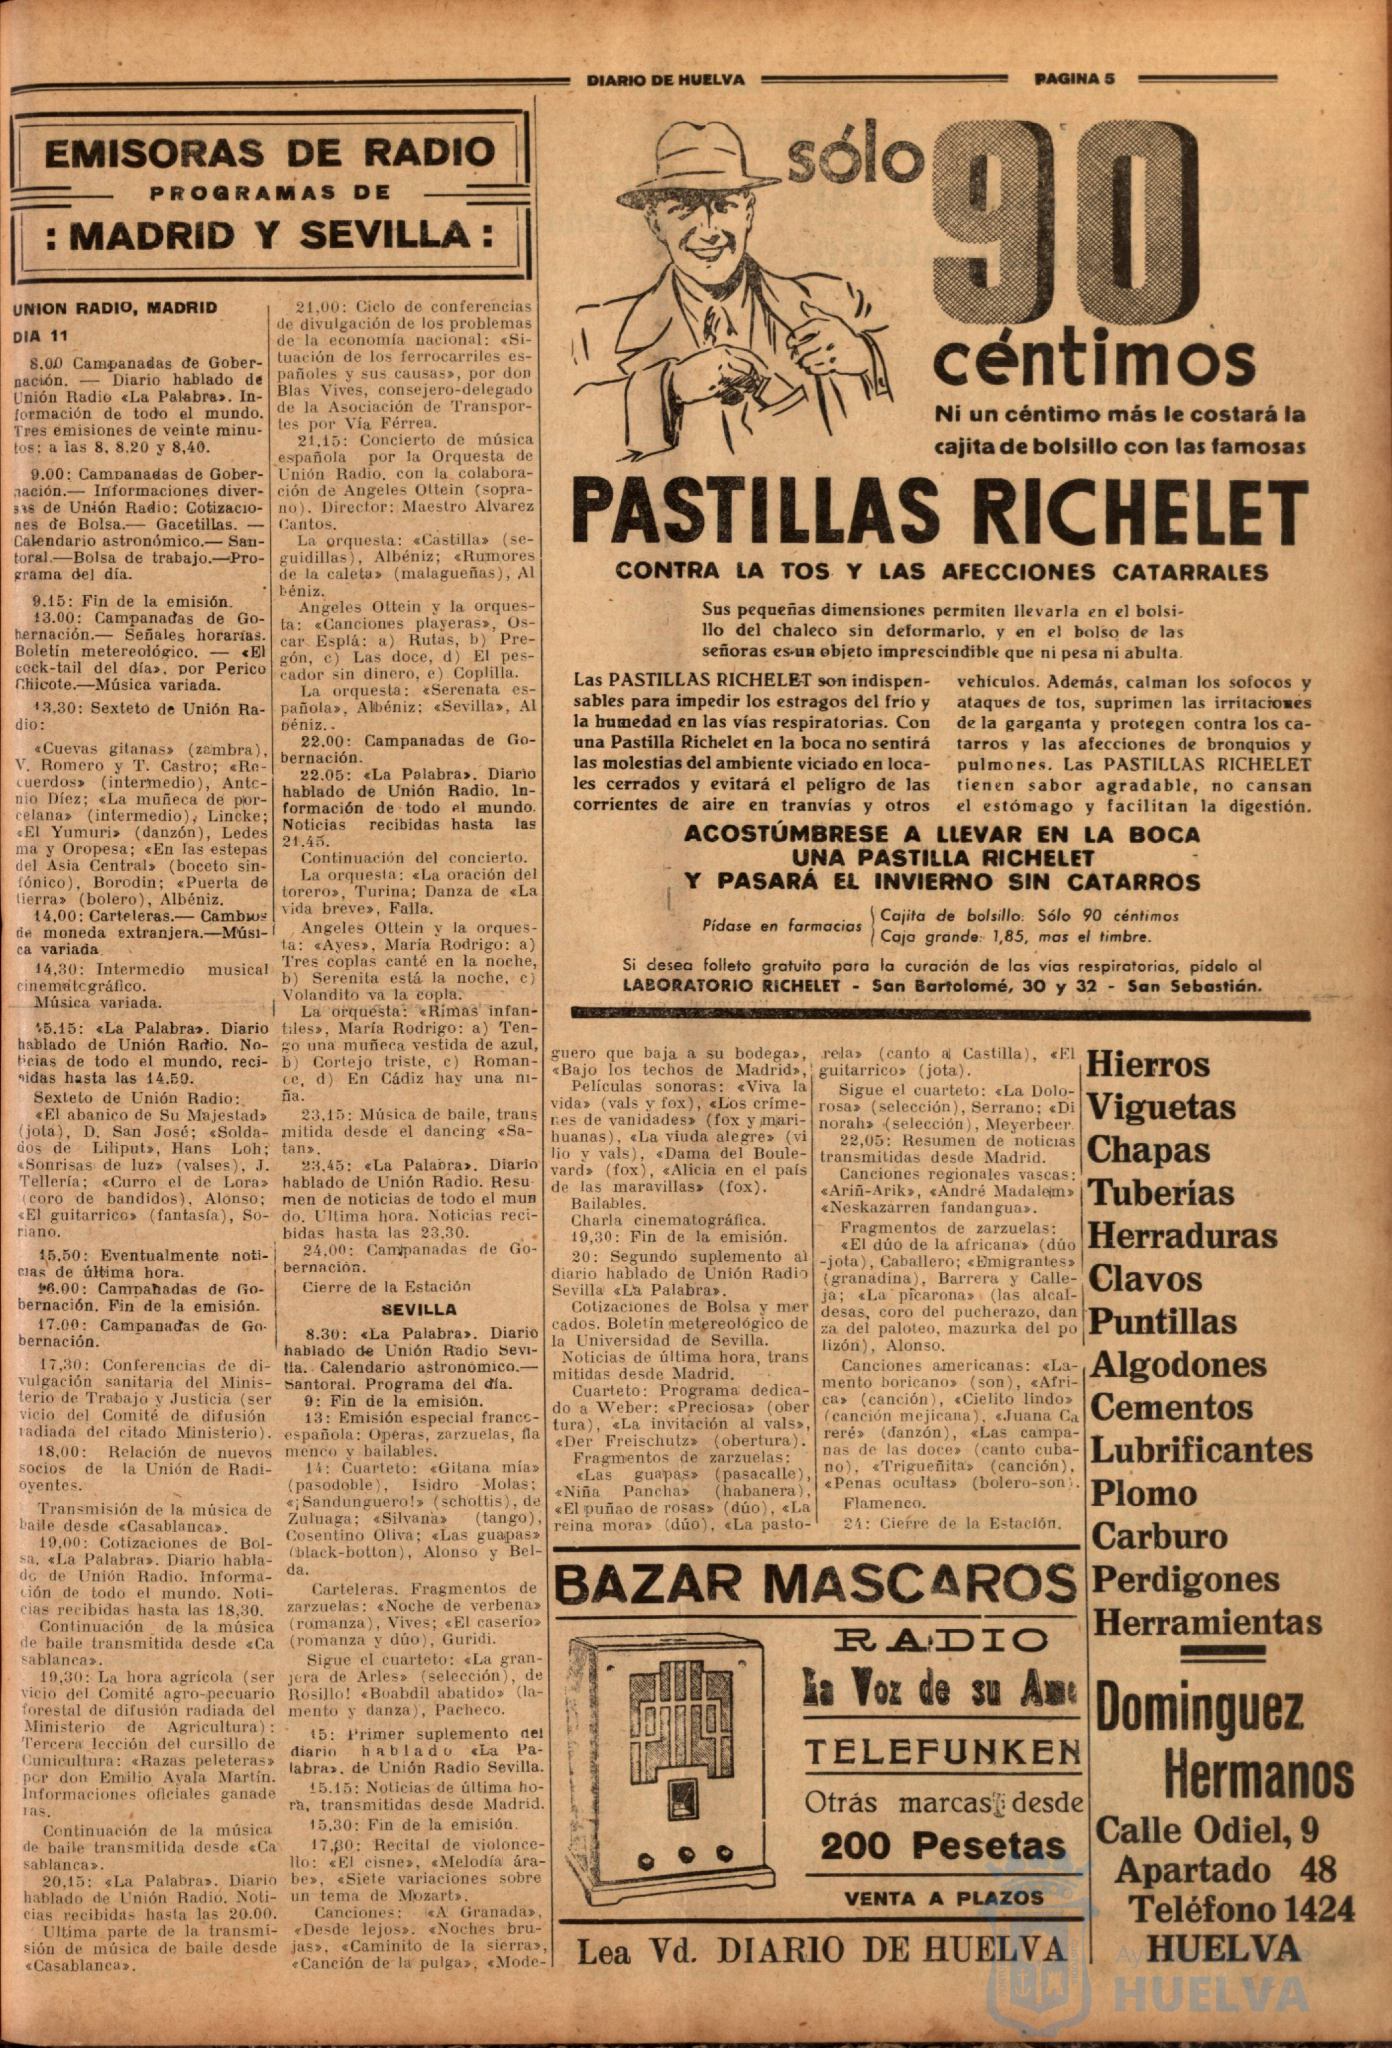 DIARIO DE HUELVA
PAGINA 5
EMISORAS DE RADIO
PROGRAMAS DE
: MADRID Y SEVILLA :
UNION RADIO, MADRID
DIA 11
8.00 Campanadas de Gober-
nación. — Diario hablado de
Unión Radio «La Palabra». In-
formación de todo el mundo.
Tres emisiones de veinte minu-
tos: a las 8, 8,20 y 8,40.
9.00: Campanadas de Gober-
nación.— Informaciones diver-
sas de Unión Radio: Cotizacio-
nes de Bolsa.— Gacetillas. —
Calendario astronómico.— San-
toral.—Bolsa de trabajo.—Pro-
grama del día.
9.15: Fin de la emisión.
13.00: Campanadas de Go-
bernación.— Señales horarías.
Boletín metereológico. — «El
cock-tail del día», por Perico
Chicote.—Música variada.
13,30: Sexteto de Unión Ra-
dio:
«Cuevas gitanas» (zambra),
V. Romero y T. Castro; «Re-
cuerdos» (intermedio), Anto-
nio Díez; «La muñeca de por-
celana» (intermedio), Lincke;
«El Yumuri» (danzón), Ledes
ma y Oropesa; «En las estepas
del Asia Central» (boceto sin-
fónico), Borodin; «Puerta de
tierra» (bolero), Albéniz.
14,00: Carteleras.— Cambios
de moneda extranjera.—Músi-
ca variada
14,30: Intermedio musical
cinematográfico.
Música variada.
15.15: «La Palabra». Diario
hablado de Unión Radio. No-
ticias de todo el mundo, reci-
bidas hasta las 14.50.
Sexteto de Unión Radio:
«El abanico de Su Majestad»
(jota), D. San José; «Solda-
dos de Liliput», Hans Loh;
«Sonrisas de luz» (valses), J.
Tellería; «Curro el de Lora»
(coro de bandidos), Alonso;
«El guitarrico» (fantasía), So-
riano.
15.50: Eventualmente noti-
cias de última hora.
16.00: Campanadas de Go-
bernación. Fin de la emisión.
17.00: Campanadas de Go-
bernación.
17,30: Conferencias de di-
vulgación sanitaria del Minis-
terio de Trabajo y Justicia (ser
vicio del Comité de difusión
radiada del citado Ministerio).
18,00: Relación de nuevos
socios de la Unión de Radi-
oyentes.
Transmisión de la música de
baile desde «Casablanca».
19,00: Cotizaciones de Bol-
sa. «La Palabra». Diario habla-
do de Unión Radio. Informa-
ción de todo el mundo. Noti-
cias recibidas hasta las 18,30.
Continuación de la música
de baile transmitida desde «Ca
sablanca».
19,30: La hora agrícola (ser
vicio del Comité agro-pecuario
forestal de difusión radiada del
Ministerio de Agricultura):
Tercera lección del cursillo de
Cunicultura: «Razas peleteras»
por don Emilio Ayala Martín.
Informaciones oficiales ganade
ras.
Continuación de la música
de baile transmitida desde «Ca
sablanca».
20,15: «La Palabra». Diario
hablado de Unión Radio. Noti-
cias recibidas hasta las 20.00.
Ultima parte de la transmi-
sión de música de baile desde
«Casablanca».
21,00: Ciclo de conferencias
de divulgación de los problemas
de la economía nacional: «Si-
tuación de los ferrocarriles es-
pañoles y sus causas», por don
Blas Vives, consejero-delegado
de la Asociación de Transpor-
tes por Vía Férrea.
21,15: Concierto de música
española por la Orquesta de
Unión Radio, con la colabora-
ción de Angeles Ottein (sopra-
no). Director: Maestro Alvarez
Cantos.
La orquesta: «Castilla» (se-
guidillas), Albéniz; «Rumores
de la caleta» (malagueñas), Al
béniz.
Angeles Ottein y la orques-
ta: «Canciones playeras», Os-
car Esplá: a) Rutas, b) Pre-
gón, c) Las doce, d) El pes-
cador sin dinero, e) Coplilla.
La orquesta: «Serenata es-
pañola», Albéniz; «Sevilla», Al
béniz..
22.00: Campanadas de Go-
bernación.
22.05: «La Palabra». Diario
hablado de Unión Radio. In-
formación de todo el mundo.
Noticias recibidas hasta las
21.45.
Continuación del concierto.
La orquesta: «La oración del
torero», Turina; Danza de «La
vida breve», Falla.
Angeles Ottein y la orques-
ta: «Ayes», María Rodrigo: a)
Tres coplas canté en la noche,
b) Serenita está la noche, c)
Volandito va la copla.
La orquesta: «Rimas infan-
tiles», María Rodrigo: a) Ten-
go una muñeca vestida de azul,
b) Cortejo triste, c) Roman-
ce, d) En Cádiz hay una ni-
ña.
23,15: Música de baile, trans
mitida desde el dancing «Sa-
tan».
23,45: «La Palabra». Diario
hablado de Unión Radio. Resu-
men de noticias de todo el mun
do. Ultima hora. Noticias reci-
bidas hasta las 23,30.
24,00: Campanadas de Go-
bernación.
Cierre de la Estación
SEVILLA
8.30: «La Palabra». Diario
hablado de Unión Radio Sevi-
lla. Calendario astronómico.—
Santoral. Programa del día.
9: Fin de la emisión.
13: Emisión especial franco-
española: Operas, zarzuelas, fla
menco y bailables.
14: Cuarteto: «Gitana mía»
(pasodoble), Isidro Molas;
«¡Sandunguero!» (schottis), de
Zuluaga; «Silvana» (tango),
Cosentino Oliva; «Las guapas»
(black-botton), Alonso y Bel-
da.
Carteleras. Fragmentos de
zarzuelas: «Noche de verbena»
(romanza), Vives; «El caserío»
(romanza y dúo), Guridi.
Sigue el cuarteto: «La gran-
jera de Arles» (selección), de
Rosillo! «Boabdil abatido» (la-
mento y danza), Pacheco.
15: Primer suplemento del
diario hablado «La Pa-
labra». de Unión Radio Sevilla.
15.15: Noticias de última ho-
ra, transmitidas desde Madrid.
15,30: Fin de la emisión.
17,30: Recital de violonce-
llo: «El cisne», «Melodía ára-
be», «Siete variaciones sobre
un tema de Mozart».
Canciones: «A Granada»,
«Desde lejos». «Noches bru-
jas», «Caminito de la sierra»,
«Canción de la pulga», «Mode-
sólo 90
céntimos
Ni un céntimo más le costará la
cajita de bolsillo con las famosas
PASTILLAS RICHELET
CONTRA LA TOS Y LAS AFECCIONES CATARRALES
Sus pequeñas dimensiones permiten llevarla en el bolsi-
llo del chaleco sin deformarlo, y en el bolso de las
señoras es un objeto imprescindible que ni pesa ni abulta.
Las PASTILLAS RICHELET son indispen-
sables para impedir los estragos del frío y
la humedad en las vías respiratorias. Con
una Pastilla Richelet en la boca no sentirá
las molestias del ambiente viciado en loca-
les cerrados y evitará el peligro de las
corrientes de aire en tranvías y otros
vehículos. Además, calman los sofocos y
ataques de tos, suprimen las irritaciones
de la garganta y protegen contra los ca-
tarros y las afecciones de bronquios y
pulmones. Las PASTILLAS RICHELET
tienen sabor agradable, no cansan
el estómago y facilitan la digestión.
ACOSTÚMBRESE A LLEVAR EN LA BOCA
UNA PASTILLA RICHELET
Y PASARÁ EL INVIERNO SIN CATARROS
Pídase en farmacias
Cajita de bolsillo: Sólo 90 céntimos
Caja grande: 1,85, mas el timbre.
Si desea folleto gratuito para la curación de las vías respiratorias, pídalo al
LABORATORIO RICHELET - San Bartolomé, 30 y 32 - San Sebastián.
guero que baja a su bodega»,
«Bajo los techos de Madrid»,
Películas sonoras: «Viva la
vida» (vals y fox), «Los críme-
nes de vanidades» (fox y mari-
huanas), «La viuda alegre» (vi
lio y vals), «Dama del Boule-
vard» (fox), «Alicia en el país
de las maravillas» (fox).
Bailables.
Charla cinematográfica.
19,30: Fin de la emisión.
20: Segundo suplemento al
diario hablado de Unión Radio
Sevilla «La Palabra».
Cotizaciones de Bolsa y mer
cados. Boletín metereológico de
la Universidad de Sevilla.
Noticias de última hora, trans
mitidas desde Madrid.
Cuarteto: Programa dedica-
do a Weber: «Preciosa» (ober
tura), «La invitación al vals»,
«Der Freischutz» (obertura).
Fragmentos de zarzuelas:
«Las guapas» (pasacalle),
«Niña Pancha» (habanera),
«El puñao de rosas» (dúo), «La
reina mora» (dúo), «La pasto-
rela» (canto a Castilla), «El
guitarrico» (jota).
Sigue el cuarteto: «La Dolo-
rosa» (selección), Serrano; «Di
norah» (selección), Meyerbeer.
22,05: Resumen de noticias
transmitidas desde Madrid.
Canciones regionales vascas:
«Ariñ-Arik», «André Madalem»
«Neskazarren fandangua».
Fragmentos de zarzuelas:
«El dúo de la africana» (dúo
-jota), Caballero; «Emigrantes»
(granadina), Barrera y Calle-
ja; «La picarona» (las alcal-
desas, coro del pucherazo, dan
za del paloteo, mazurka del po
lizón), Alonso.
Canciones americanas: «La-
mento boricano» (son), «Afri-
ca» (canción), «Cielito lindo»
(canción mejicana), «Juana Ca
reré» (danzón), «Las campa-
nas de las doce» (canto cuba-
no), «Trigueñita» (canción),
«Penas ocultas» (bolero-son).
Flamenco.
24: Cierre de la Estación.
BAZAR MASCAROS
RADIO
La Voz de su Amo
TELEFUNKEN
Otrás marcas desde
200 Pesetas
VENTA A PLAZOS
Lea Vd. DIARIO DE HUELVA
Hierros
Viguetas
Chapas
Tuberías
Herraduras
Clavos
Puntillas
Algodones
Cementos
Lubrificantes
Plomo
Carburo
Perdigones
Herramientas
Dominguez
Hermanos
Calle Odiel, 9
Apartado 48
Teléfono 1424
HUELVA
HUELVA